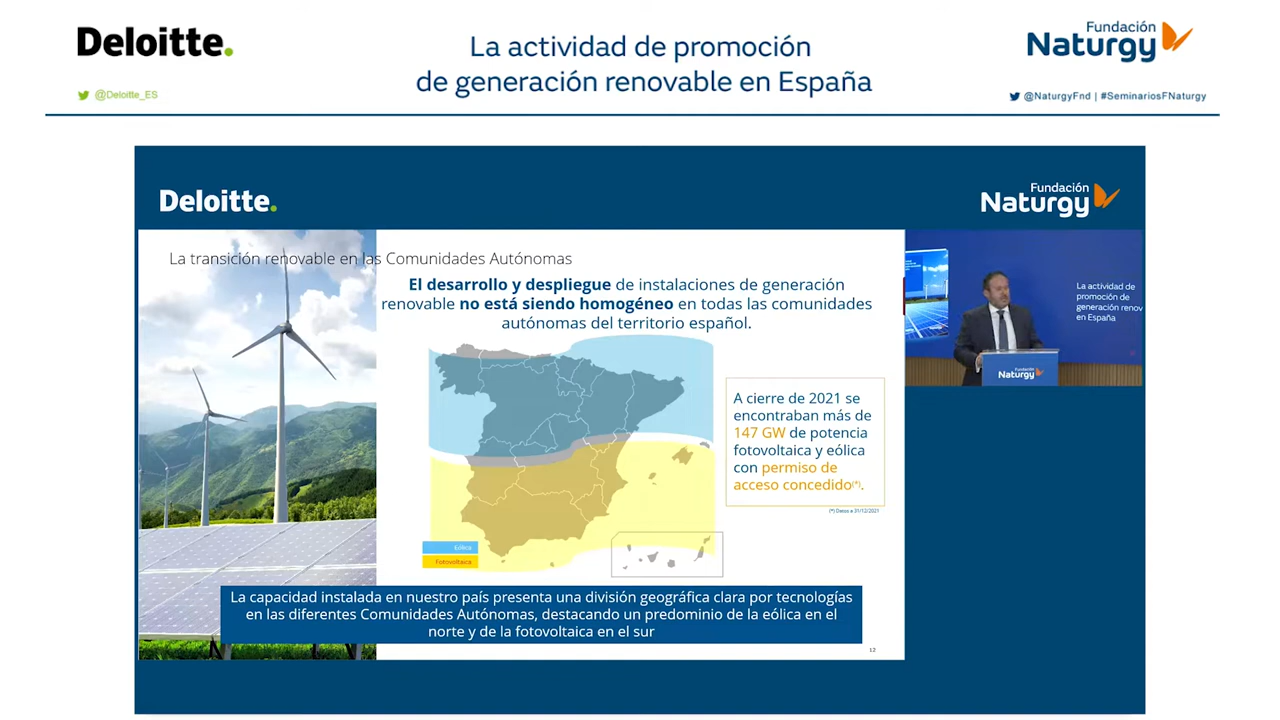 Deloitte.
@Deloitte_ES
La actividad de promoción
de generación renovable en España
Fundación
Naturgy
@NaturgyFnd | #SeminariosFNaturgy
Deloitte.
Fundación
Naturgy
La transición renovable en las Comunidades Autónomas
El desarrollo y despliegue de instalaciones de generación
renovable no está siendo homogéneo en todas las comunidades
autónomas del territorio español.
A cierre de 2021 se
encontraban más de
147 GW de potencia
fotovoltaica y eólica
con permiso de
acceso concedido(*).
(*) Datos a 31/12/2021
Eólica
Fotovoltaica
La capacidad instalada en nuestro país presenta una división geográfica clara por tecnologías
en las diferentes Comunidades Autónomas, destacando un predominio de la eólica en el
norte y de la fotovoltaica en el sur
12
La actividad de
promoción de
generación renov
en España
Fundación
Naturgy